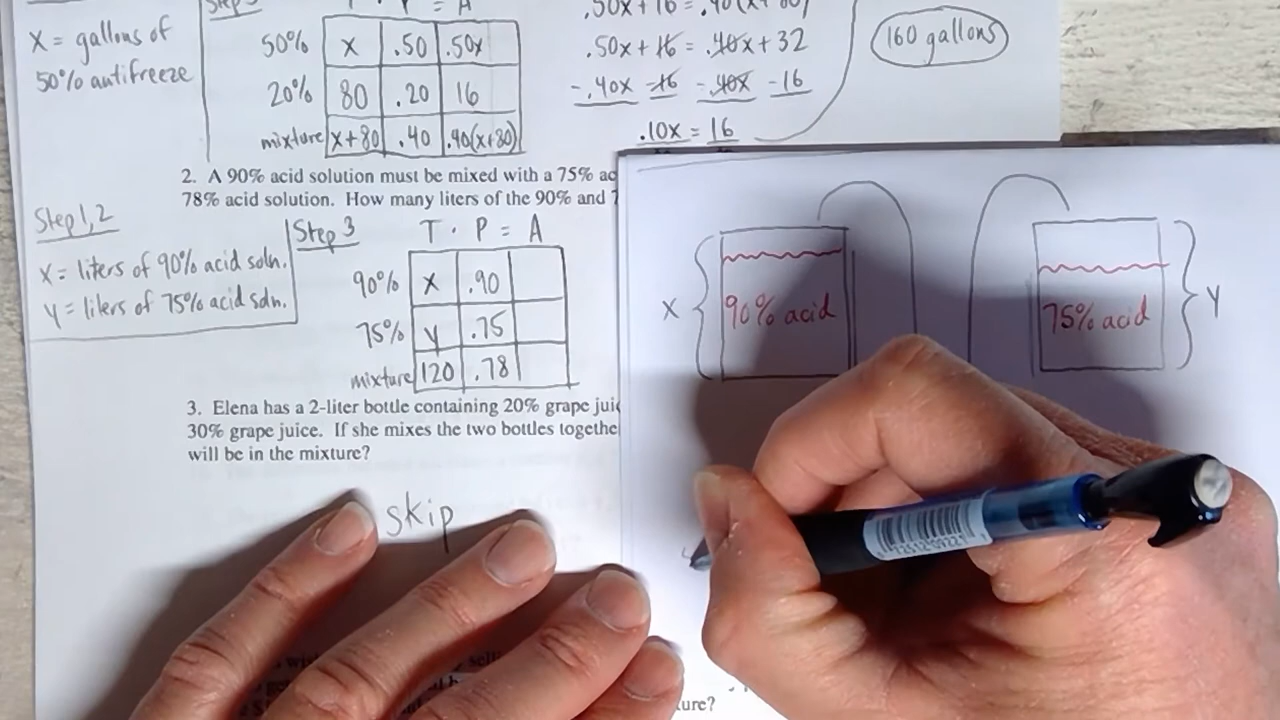 T · P = A
.50x + 16 = .40(x+80)
x = gallons of
50% antifreeze
50% x .50 .50x
20% 80 .20 16
mixture x+80 .40 .40(x+80)
.50x + 16 = .40x + 32
-.40x -16 = -.40x -16
.10x = 16
160 gallons
2. A 90% acid solution must be mixed with a 75% ac
78% acid solution. How many liters of the 90% and 7
Step 1,2
x = liters of 90% acid soln.
y = liters of 75% acid soln.
Step 3
T · P = A
90% x .90
75% y .75
mixture 120 .78
3. Elena has a 2-liter bottle containing 20% grape juic
30% grape juice. If she mixes the two bottles togethe
will be in the mixture?
skip
x
90% acid
75% acid
y
ture?